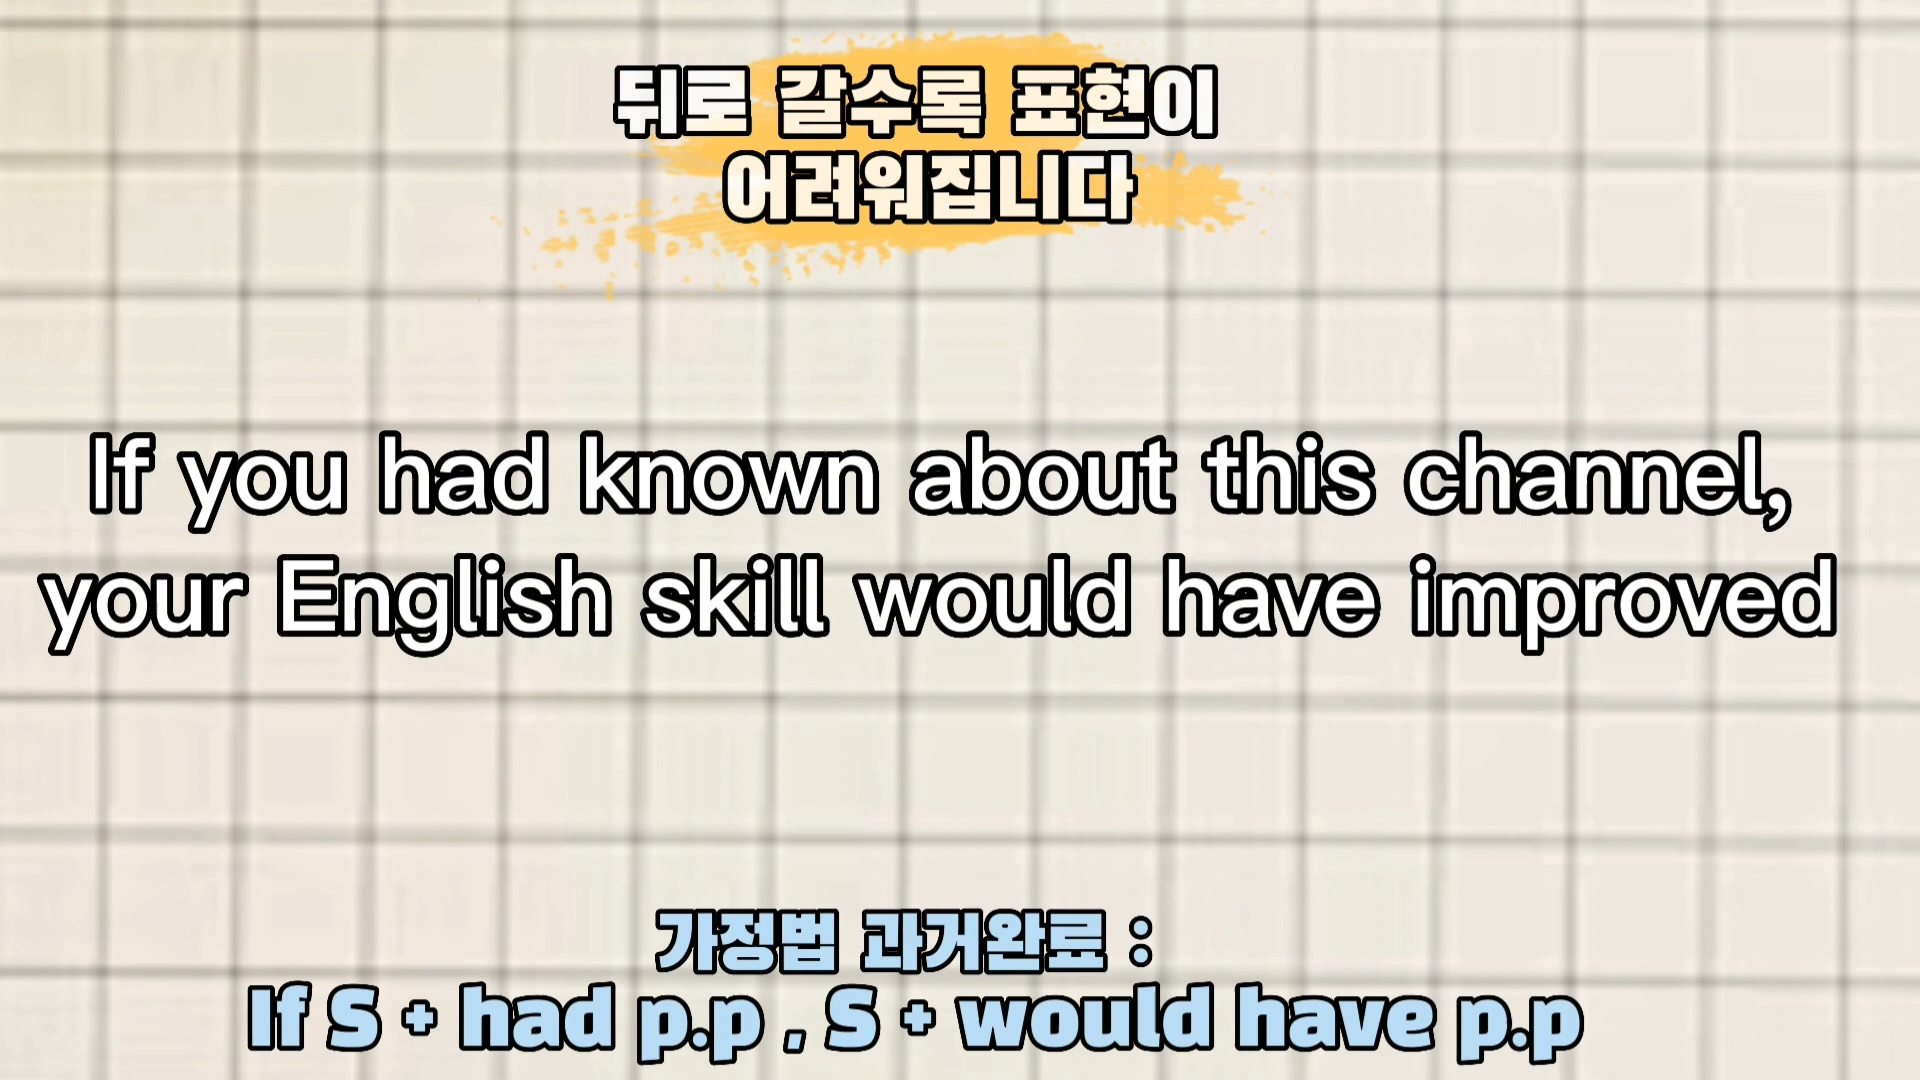 뒤로 갈수록 표현이
어려워집니다
If you had known about this channel,
your English skill would have improved
가정법 과거완료 :
If S + had p.p , S + would have p.p